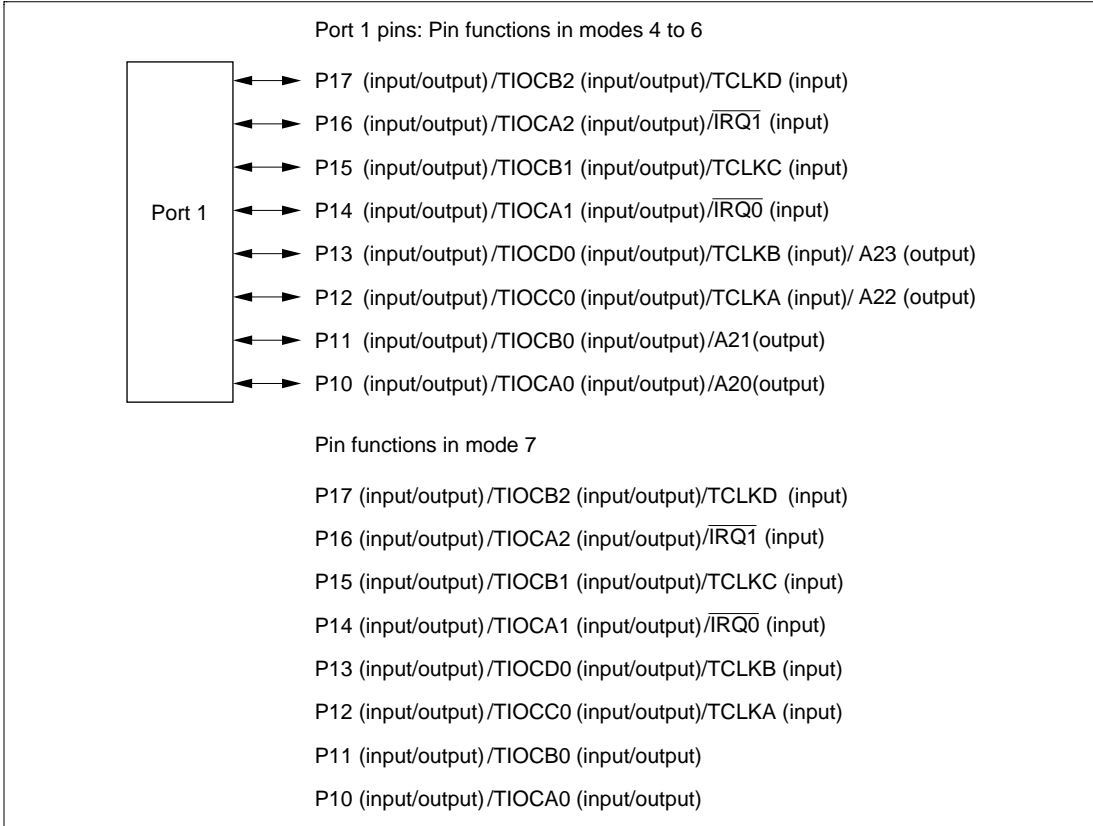 Port 1 pins: Pin functions in modes 4 to 6
P17 (input/output)/TIOCB2 (input/output)/TCLKD (input)
P16 (input/output)/TIOCA2 (input/output)/I̅R̅Q̅1̅ (input)
P15 (input/output)/TIOCB1 (input/output)/TCLKC (input)
Port 1
P14 (input/output)/TIOCA1 (input/output)/I̅R̅Q̅0̅ (input)
P13 (input/output)/TIOCD0 (input/output)/TCLKB (input)/ A23 (output)
P12 (input/output)/TIOCC0 (input/output)/TCLKA (input)/ A22 (output)
P11 (input/output)/TIOCB0 (input/output)/A21(output)
P10 (input/output)/TIOCA0 (input/output)/A20(output)
Pin functions in mode 7
P17 (input/output)/TIOCB2 (input/output)/TCLKD (input)
P16 (input/output)/TIOCA2 (input/output)/I̅R̅Q̅1̅ (input)
P15 (input/output)/TIOCB1 (input/output)/TCLKC (input)
P14 (input/output)/TIOCA1 (input/output)/I̅R̅Q̅0̅ (input)
P13 (input/output)/TIOCD0 (input/output)/TCLKB (input)
P12 (input/output)/TIOCC0 (input/output)/TCLKA (input)
P11 (input/output)/TIOCB0 (input/output)
P10 (input/output)/TIOCA0 (input/output)